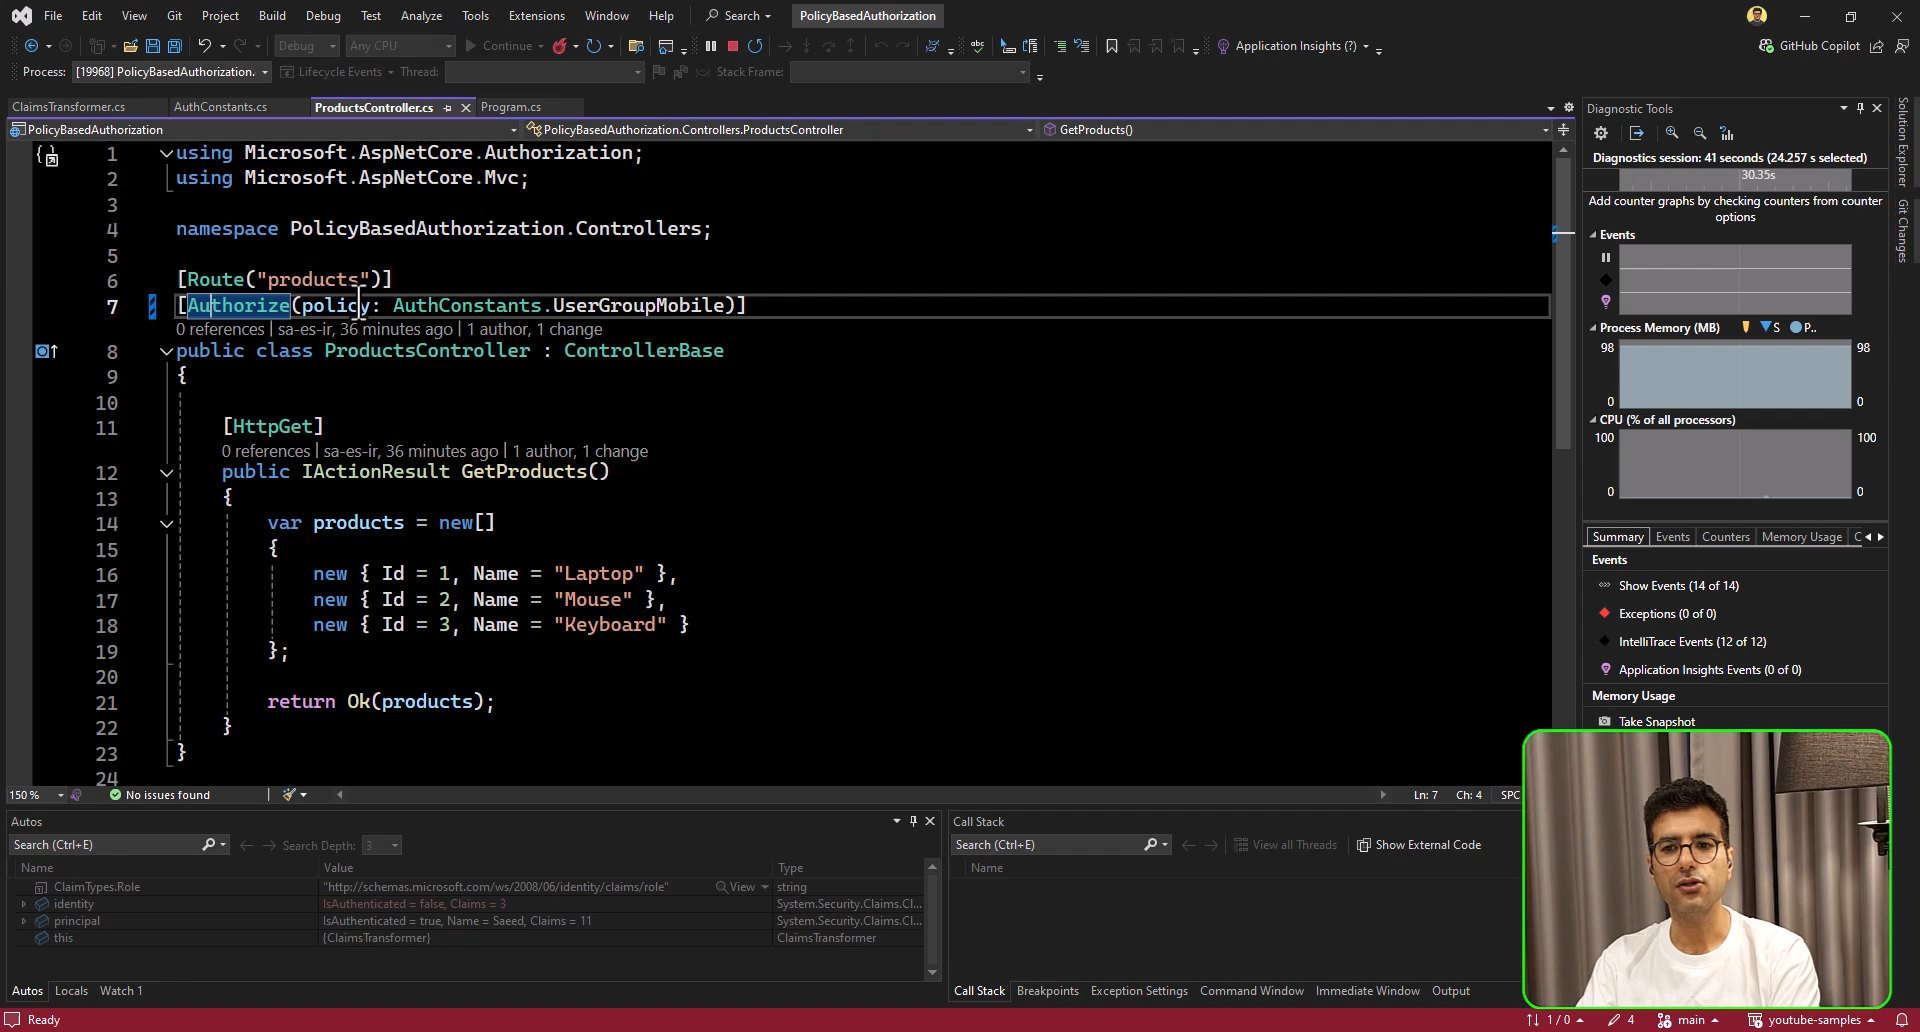 File Edit View Git Project Build Debug Test Analyze Tools Extensions Window Help Search PolicyBasedAuthorization
Debug Any CPU Continue Application Insights (?) GitHub Copilot
Process: [19968] PolicyBasedAuthorization. Lifecycle Events Thread: Stack Frame:
ClaimsTransformer.cs AuthConstants.cs ProductsController.cs Program.cs
PolicyBasedAuthorization PolicyBasedAuthorization.Controllers.ProductsController GetProducts()
1 using Microsoft.AspNetCore.Authorization;
2 using Microsoft.AspNetCore.Mvc;
3
4 namespace PolicyBasedAuthorization.Controllers;
5
6 [Route("products")]
7 [Authorize(policy: AuthConstants.UserGroupMobile)]
0 references | sa-es-ir, 36 minutes ago | 1 author, 1 change
8 public class ProductsController : ControllerBase
9 {
10
11 [HttpGet]
0 references | sa-es-ir, 36 minutes ago | 1 author, 1 change
12 public IActionResult GetProducts()
13 {
14 var products = new[]
15 {
16 new { Id = 1, Name = "Laptop" },
17 new { Id = 2, Name = "Mouse" },
18 new { Id = 3, Name = "Keyboard" }
19 };
20
21 return Ok(products);
22 }
23 }
24
150 % No issues found Ln: 7 Ch: 4 SPC
Diagnostic Tools
Diagnostics session: 41 seconds (24.257 s selected)
30.35s
Add counter graphs by checking counters from counter
options
Events
Process Memory (MB) S P..
98 98
0 0
CPU (% of all processors)
100 100
0 0
Summary Events Counters Memory Usage C
Events
Show Events (14 of 14)
Exceptions (0 of 0)
IntelliTrace Events (12 of 12)
Application Insights Events (0 of 0)
Memory Usage
Take Snapshot
Solution Explorer
Git Changes
Autos
Search (Ctrl+E) Search Depth: 3
Name Value Type
ClaimTypes.Role "http://schemas.microsoft.com/ws/2008/06/identity/claims/role" View string
identity IsAuthenticated = false, Claims = 3 System.Security.Claims.Cl...
principal IsAuthenticated = true, Name = Saeed, Claims = 11 System.Security.Claims.Cl...
this {ClaimsTransformer} ClaimsTransformer
Autos Locals Watch 1
Call Stack
Search (Ctrl+E) View all Threads Show External Code
Name
Call Stack Breakpoints Exception Settings Command Window Immediate Window Output
Ready 1 / 0 4 main youtube-samples